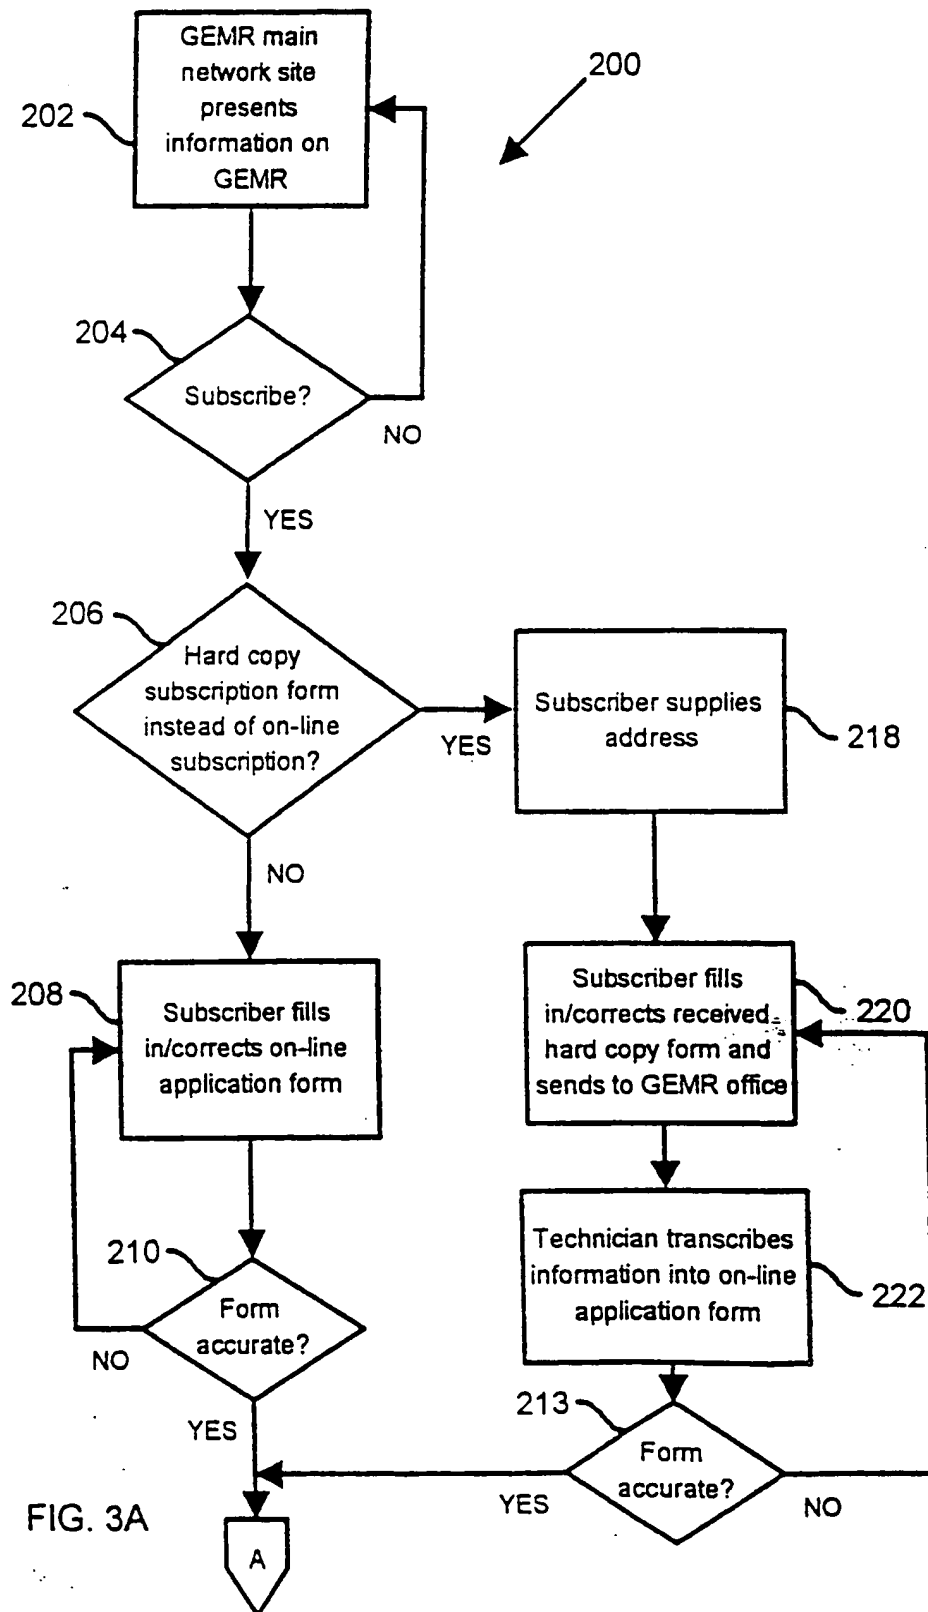 GEMR main
network site
presents
information on
GEMR
202
200
204
Subscribe?
NO
YES
206
Hard copy
subscription form
instead of on-line
subscription?
YES
Subscriber supplies
address
218
NO
208
Subscriber fills
in/corrects on-line
application form
Subscriber fills
in/corrects received
hard copy form and
sends to GEMR office
220
210
Form
accurate?
NO
YES
Technician transcribes
information into on-line
application form
222
213
Form
accurate?
YES
NO
FIG. 3A
A